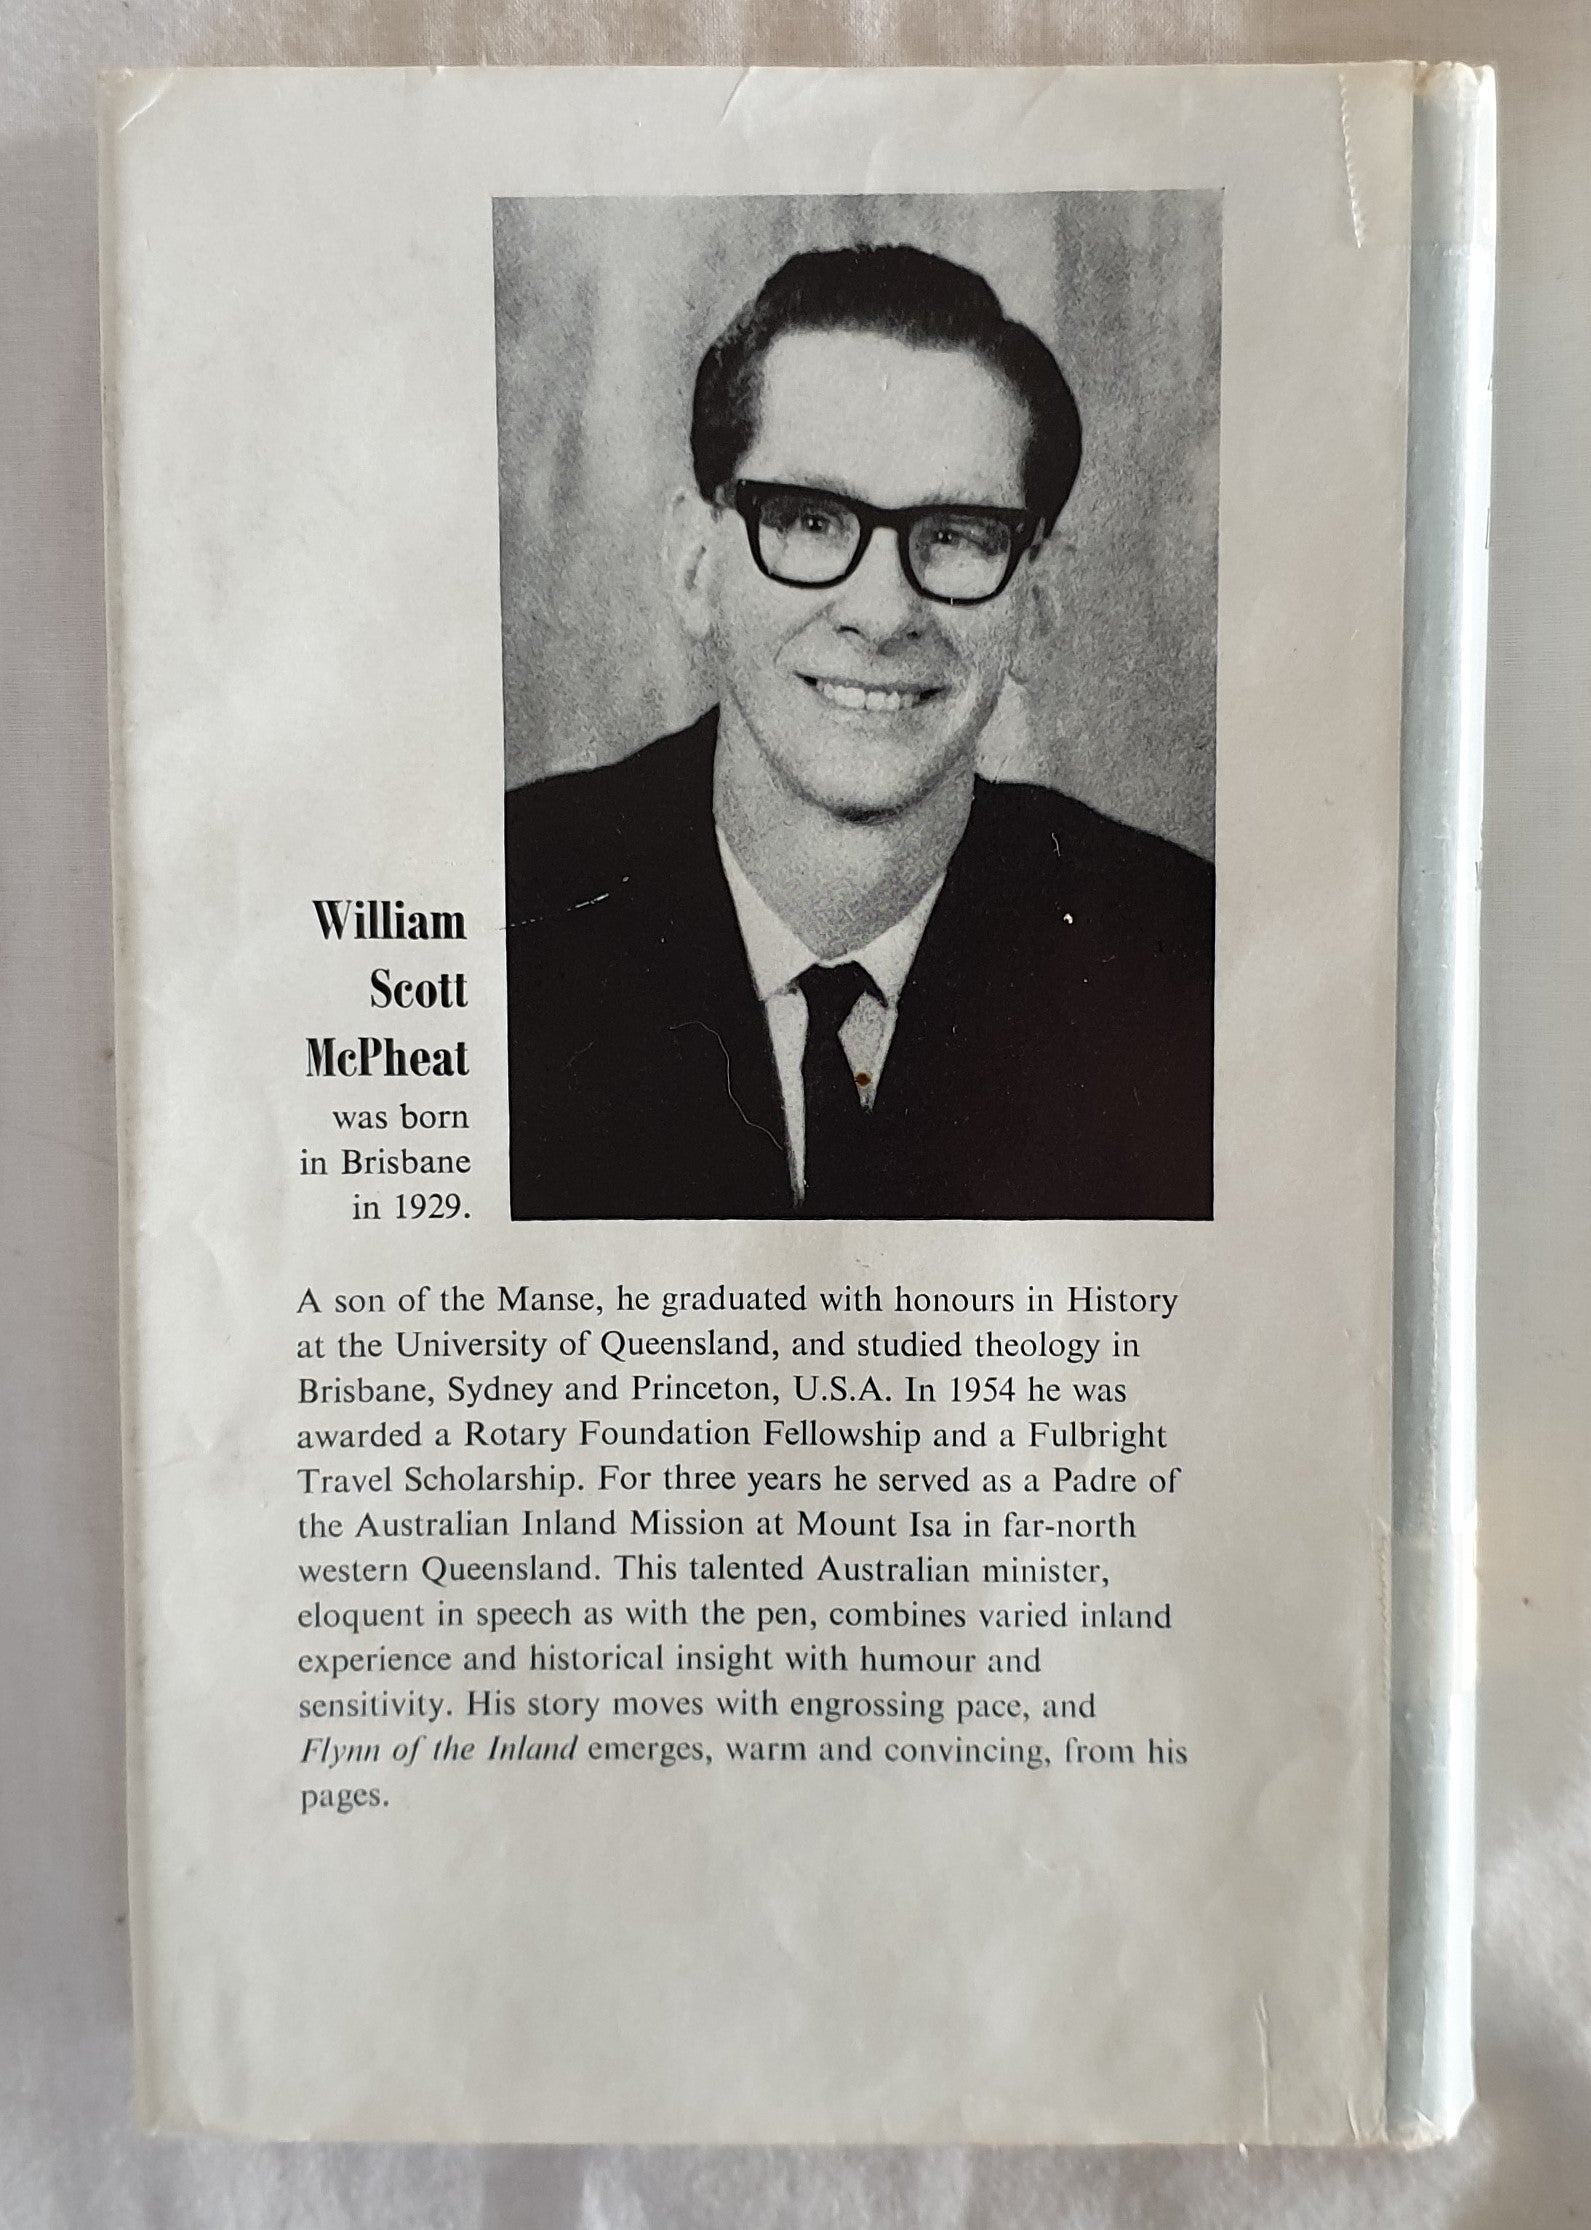 William
Scott
McPheat
was born
in Brisbane
in 1929.
A son of the Manse, he graduated with honours in History
at the University of Queensland, and studied theology in
Brisbane, Sydney and Princeton, U.S.A. In 1954 he was
awarded a Rotary Foundation Fellowship and a Fulbright
Travel Scholarship. For three years he served as a Padre of
the Australian Inland Mission at Mount Isa in far-north
western Queensland. This talented Australian minister,
eloquent in speech as with the pen, combines varied inland
experience and historical insight with humour and
sensitivity. His story moves with engrossing pace, and
Flynn of the Inland emerges, warm and convincing, from his
pages.